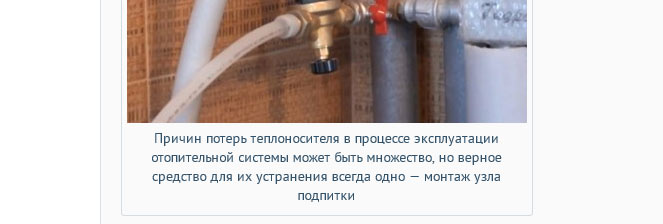 Причин потерь теплоносителя в процессе эксплуатации
отопительной системы может быть множество, но верное
средство для их устранения всегда одно — монтаж узла
подпитки